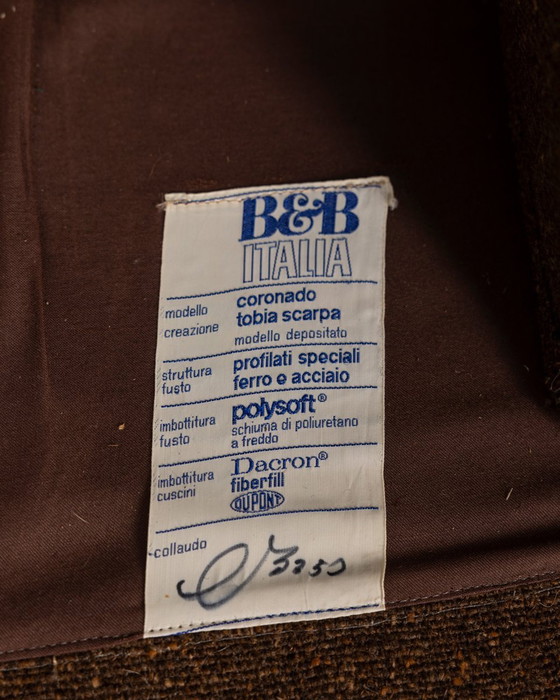 B&B
ITALIA
modello coronado
creazione tobia scarpa
modello depositato
struttura profilati speciali
fusto ferro e acciaio
imbottitura polysoft®
fusto schiuma di poliuretano
a freddo
imbottitura Dacron®
cuscini fiberfill
DUPONT
collaudo
3250